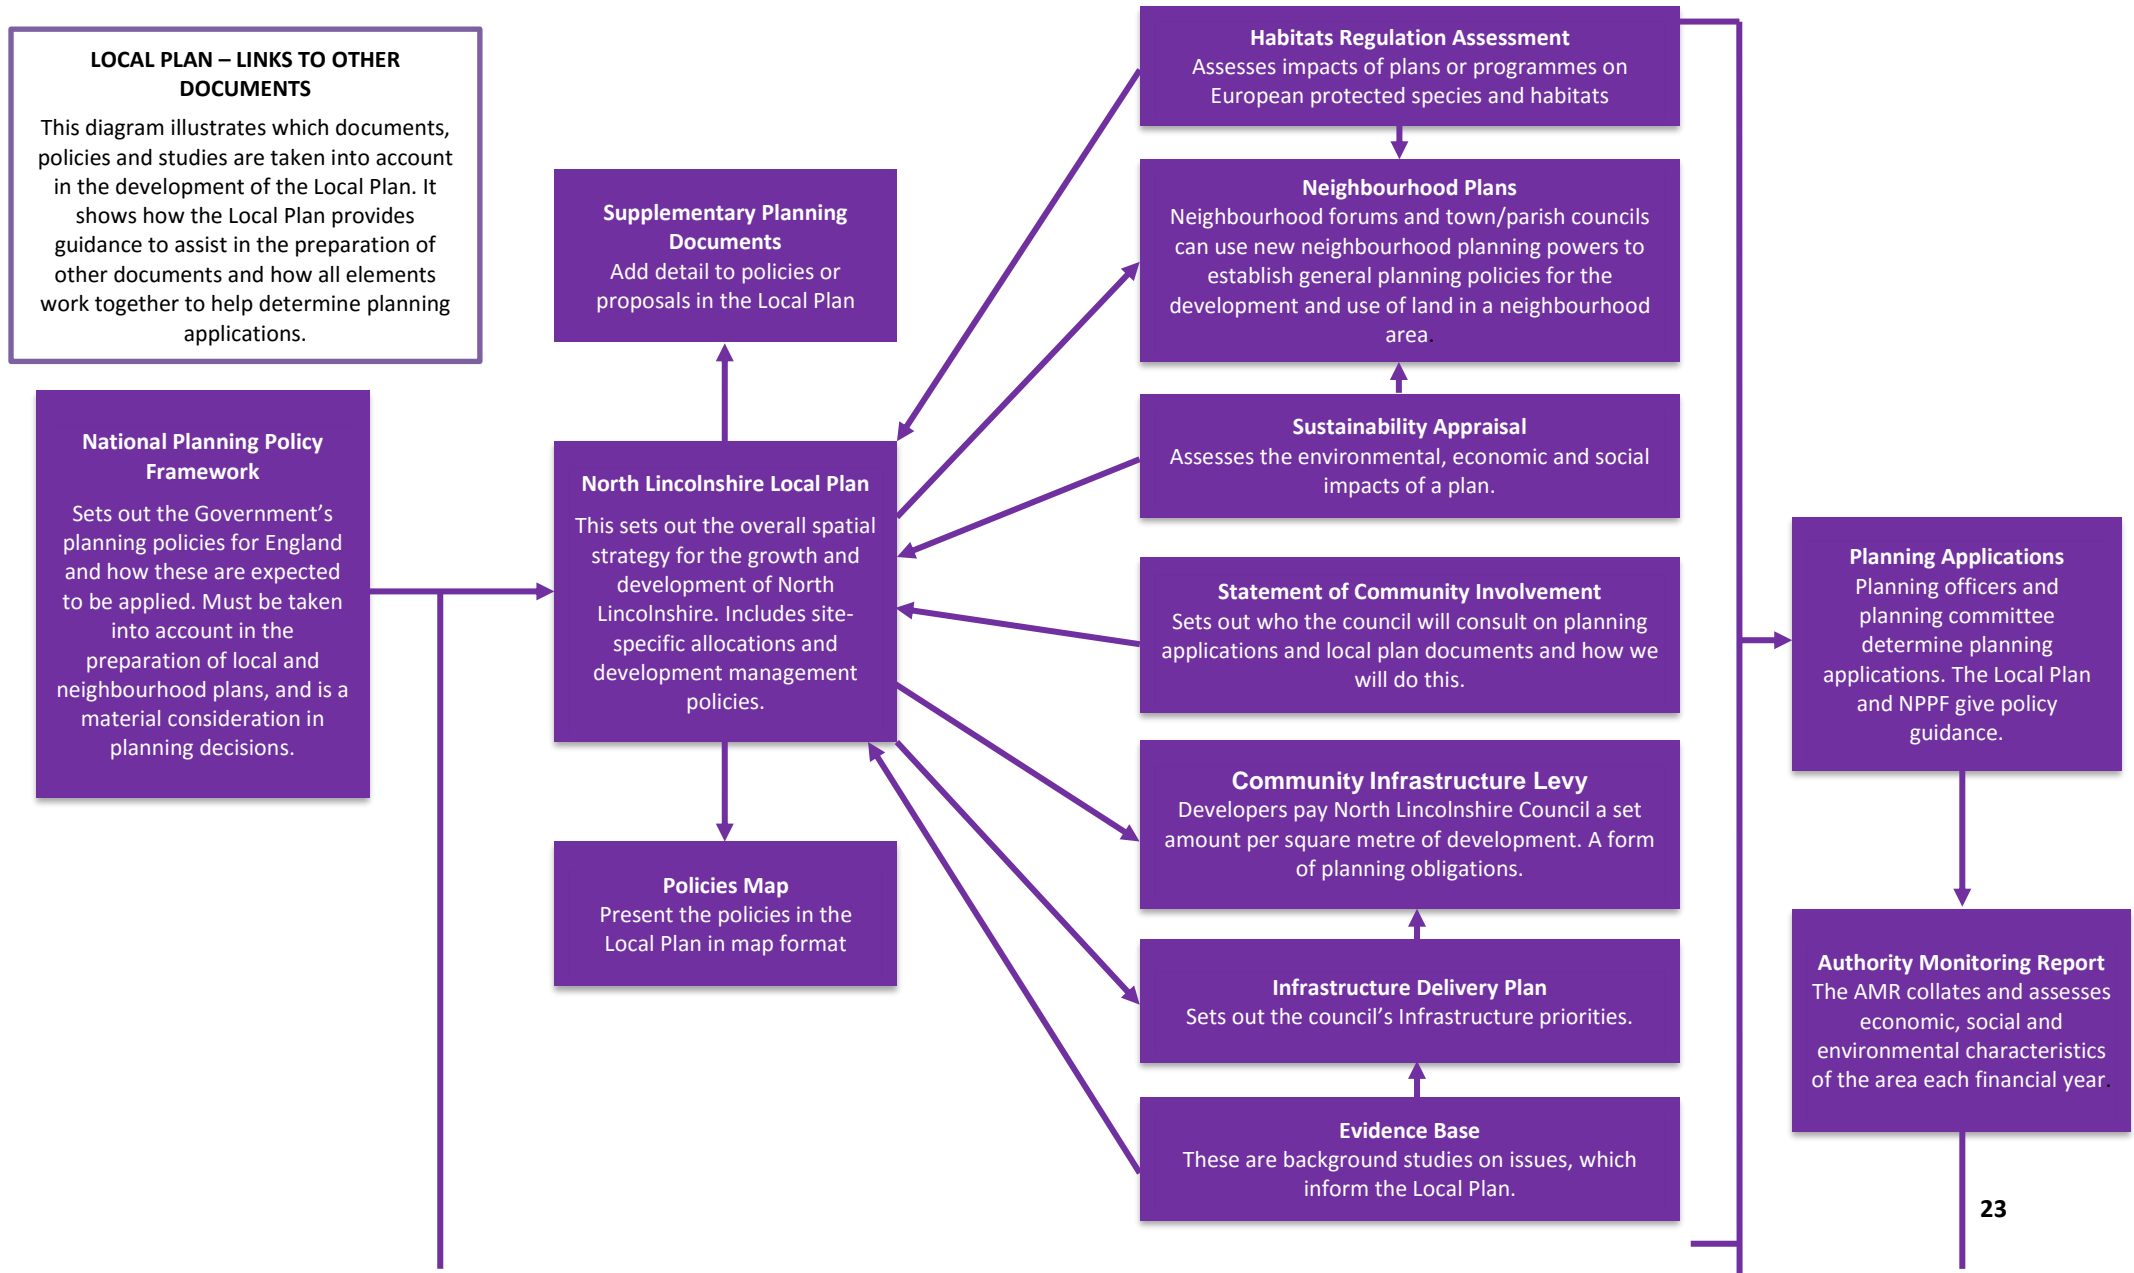 LOCAL PLAN – LINKS TO OTHER
DOCUMENTS
This diagram illustrates which documents,
policies and studies are taken into account
in the development of the Local Plan. It
shows how the Local Plan provides
guidance to assist in the preparation of
other documents and how all elements
work together to help determine planning
applications.
National Planning Policy
Framework
Sets out the Government’s
planning policies for England
and how these are expected
to be applied. Must be taken
into account in the
preparation of local and
neighbourhood plans, and is a
material consideration in
planning decisions.
Supplementary Planning
Documents
Add detail to policies or
proposals in the Local Plan
North Lincolnshire Local Plan
This sets out the overall spatial
strategy for the growth and
development of North
Lincolnshire. Includes site-
specific allocations and
development management
policies.
Policies Map
Present the policies in the
Local Plan in map format
Habitats Regulation Assessment
Assesses impacts of plans or programmes on
European protected species and habitats
Neighbourhood Plans
Neighbourhood forums and town/parish councils
can use new neighbourhood planning powers to
establish general planning policies for the
development and use of land in a neighbourhood
area.
Sustainability Appraisal
Assesses the environmental, economic and social
impacts of a plan.
Statement of Community Involvement
Sets out who the council will consult on planning
applications and local plan documents and how we
will do this.
Community Infrastructure Levy
Developers pay North Lincolnshire Council a set
amount per square metre of development. A form
of planning obligations.
Infrastructure Delivery Plan
Sets out the council’s Infrastructure priorities.
Evidence Base
These are background studies on issues, which
inform the Local Plan.
Planning Applications
Planning officers and
planning committee
determine planning
applications. The Local Plan
and NPPF give policy
guidance.
Authority Monitoring Report
The AMR collates and assesses
economic, social and
environmental characteristics
of the area each financial year.
23